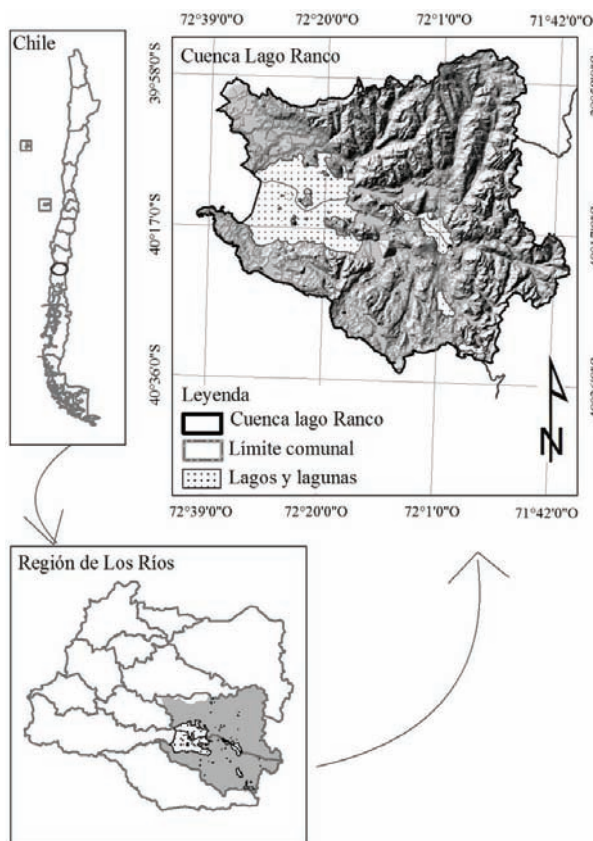 72°39'0"O 72°20'0"O 72°1'0"O 71°42'0"O
Chile
Cuenca Lago Ranco
39°58'0"S
40°17'0"S
40°36'0"S
Leyenda
Cuenca lago Ranco
Límite comunal
Lagos y lagunas
N
72°39'0"O 72°20'0"O 72°1'0"O 71°42'0"O
Región de Los Ríos